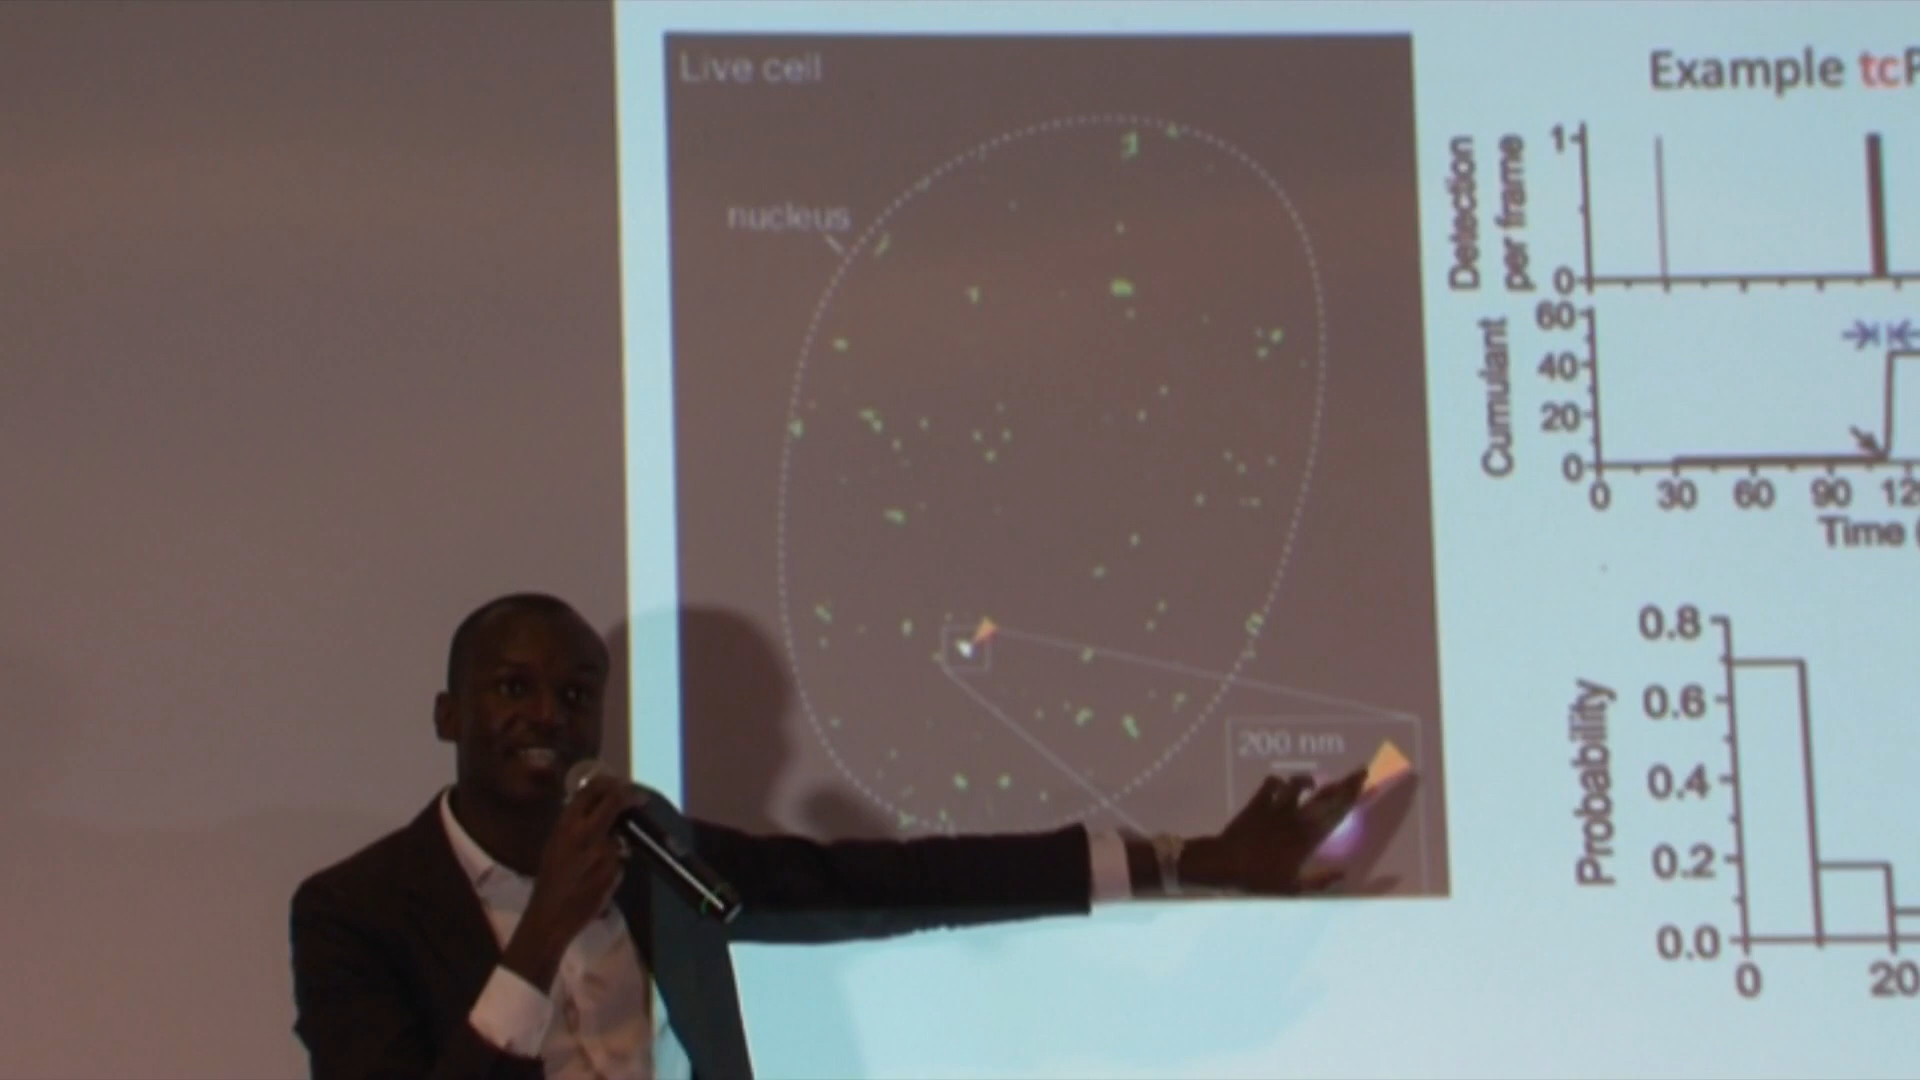 Live cell
nucleus
200 nm
Example tc
Detection
per frame
1
0
Cumulant
60
40
20
0
0 30 60 90 12
Time (
Probability
0.8
0.6
0.4
0.2
0.0
0 20